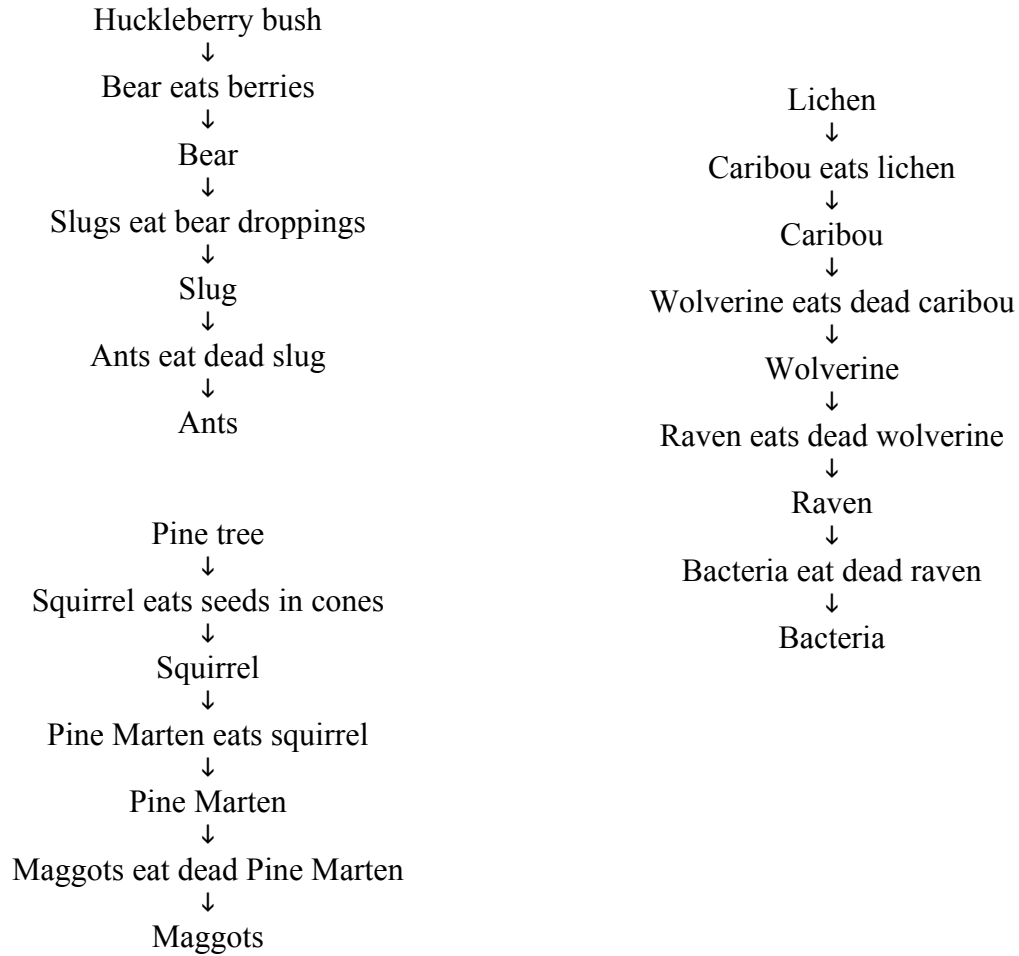 Huckleberry bush
↓
Bear eats berries
↓
Bear
↓
Slugs eat bear droppings
↓
Slug
↓
Ants eat dead slug
↓
Ants
Pine tree
↓
Squirrel eats seeds in cones
↓
Squirrel
↓
Pine Marten eats squirrel
↓
Pine Marten
↓
Maggots eat dead Pine Marten
↓
Maggots
Lichen
↓
Caribou eats lichen
↓
Caribou
↓
Wolverine eats dead caribou
↓
Wolverine
↓
Raven eats dead wolverine
↓
Raven
↓
Bacteria eat dead raven
↓
Bacteria